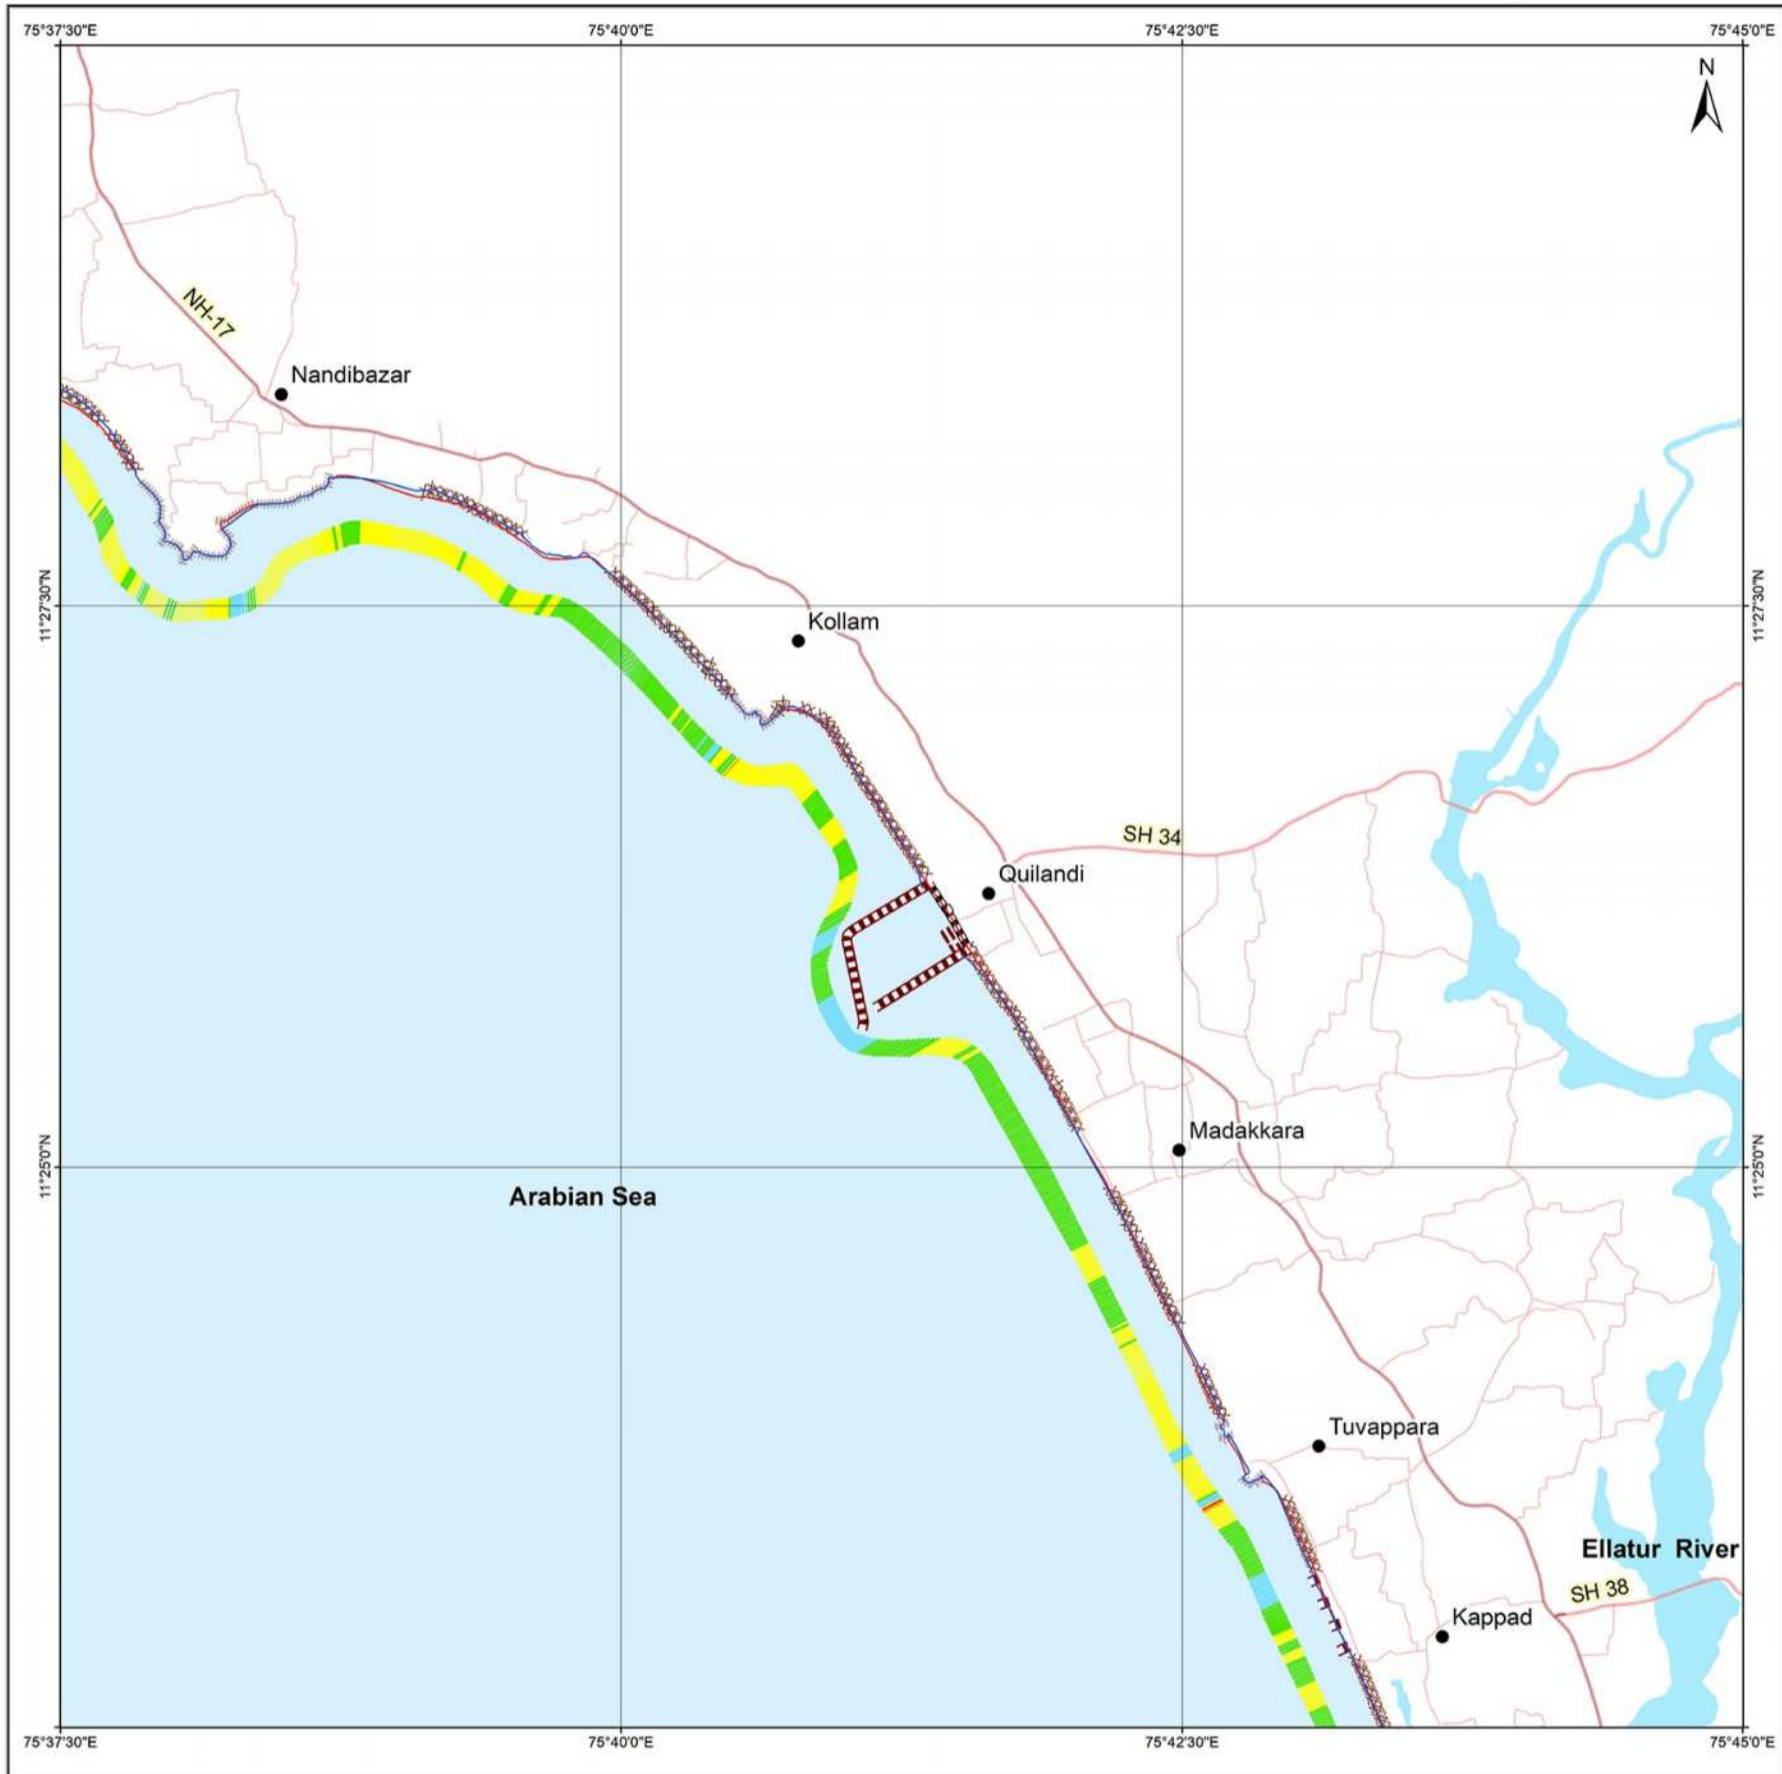 75°37'30"E
75°40'0"E
75°42'30"E
75°45'0"E
N
NH-17
Nandibazar
11°27'30"N
11°27'30"N
Kollam
SH 34
Quilandi
Madakkara
11°25'0"N
11°25'0"N
Arabian Sea
Tuvappara
Ellatur River
SH 38
Kappad
75°37'30"E
75°40'0"E
75°42'30"E
75°45'0"E